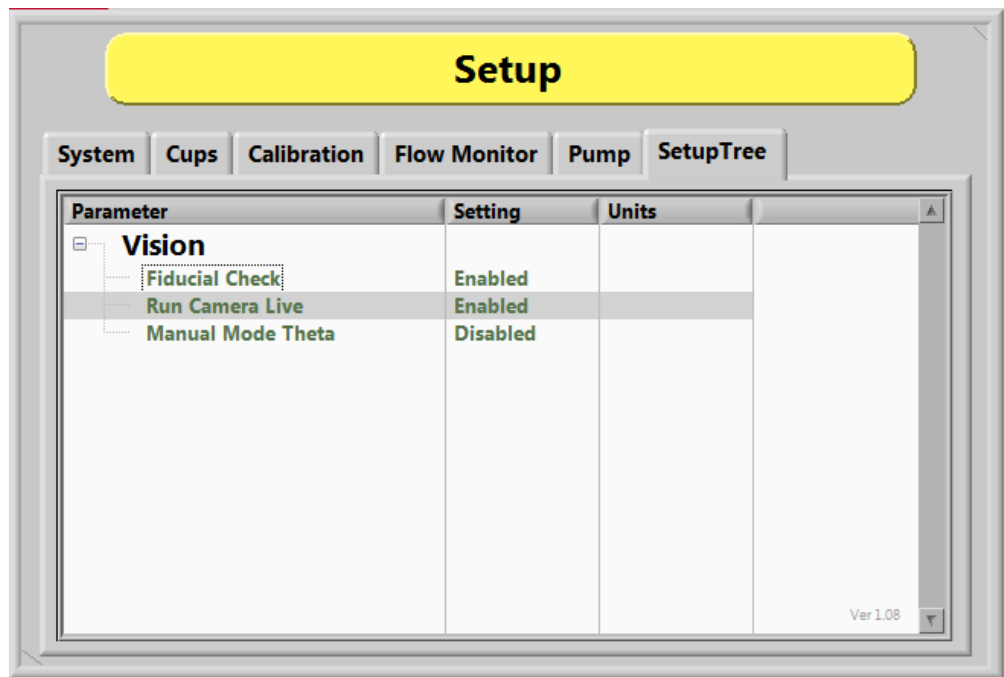 Setup
System Cups Calibration Flow Monitor Pump SetupTree
Parameter Setting Units
Vision
Fiducial Check Enabled
Run Camera Live Enabled
Manual Mode Theta Disabled
Ver 1.08